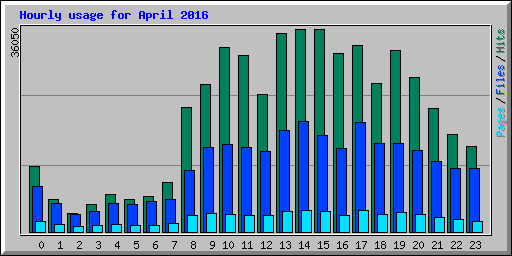 Hourly usage for April 2016
36050
Pages / Files / Hits
0 1 2 3 4 5 6 7 8 9 10 11 12 13 14 15 16 17 18 19 20 21 22 23